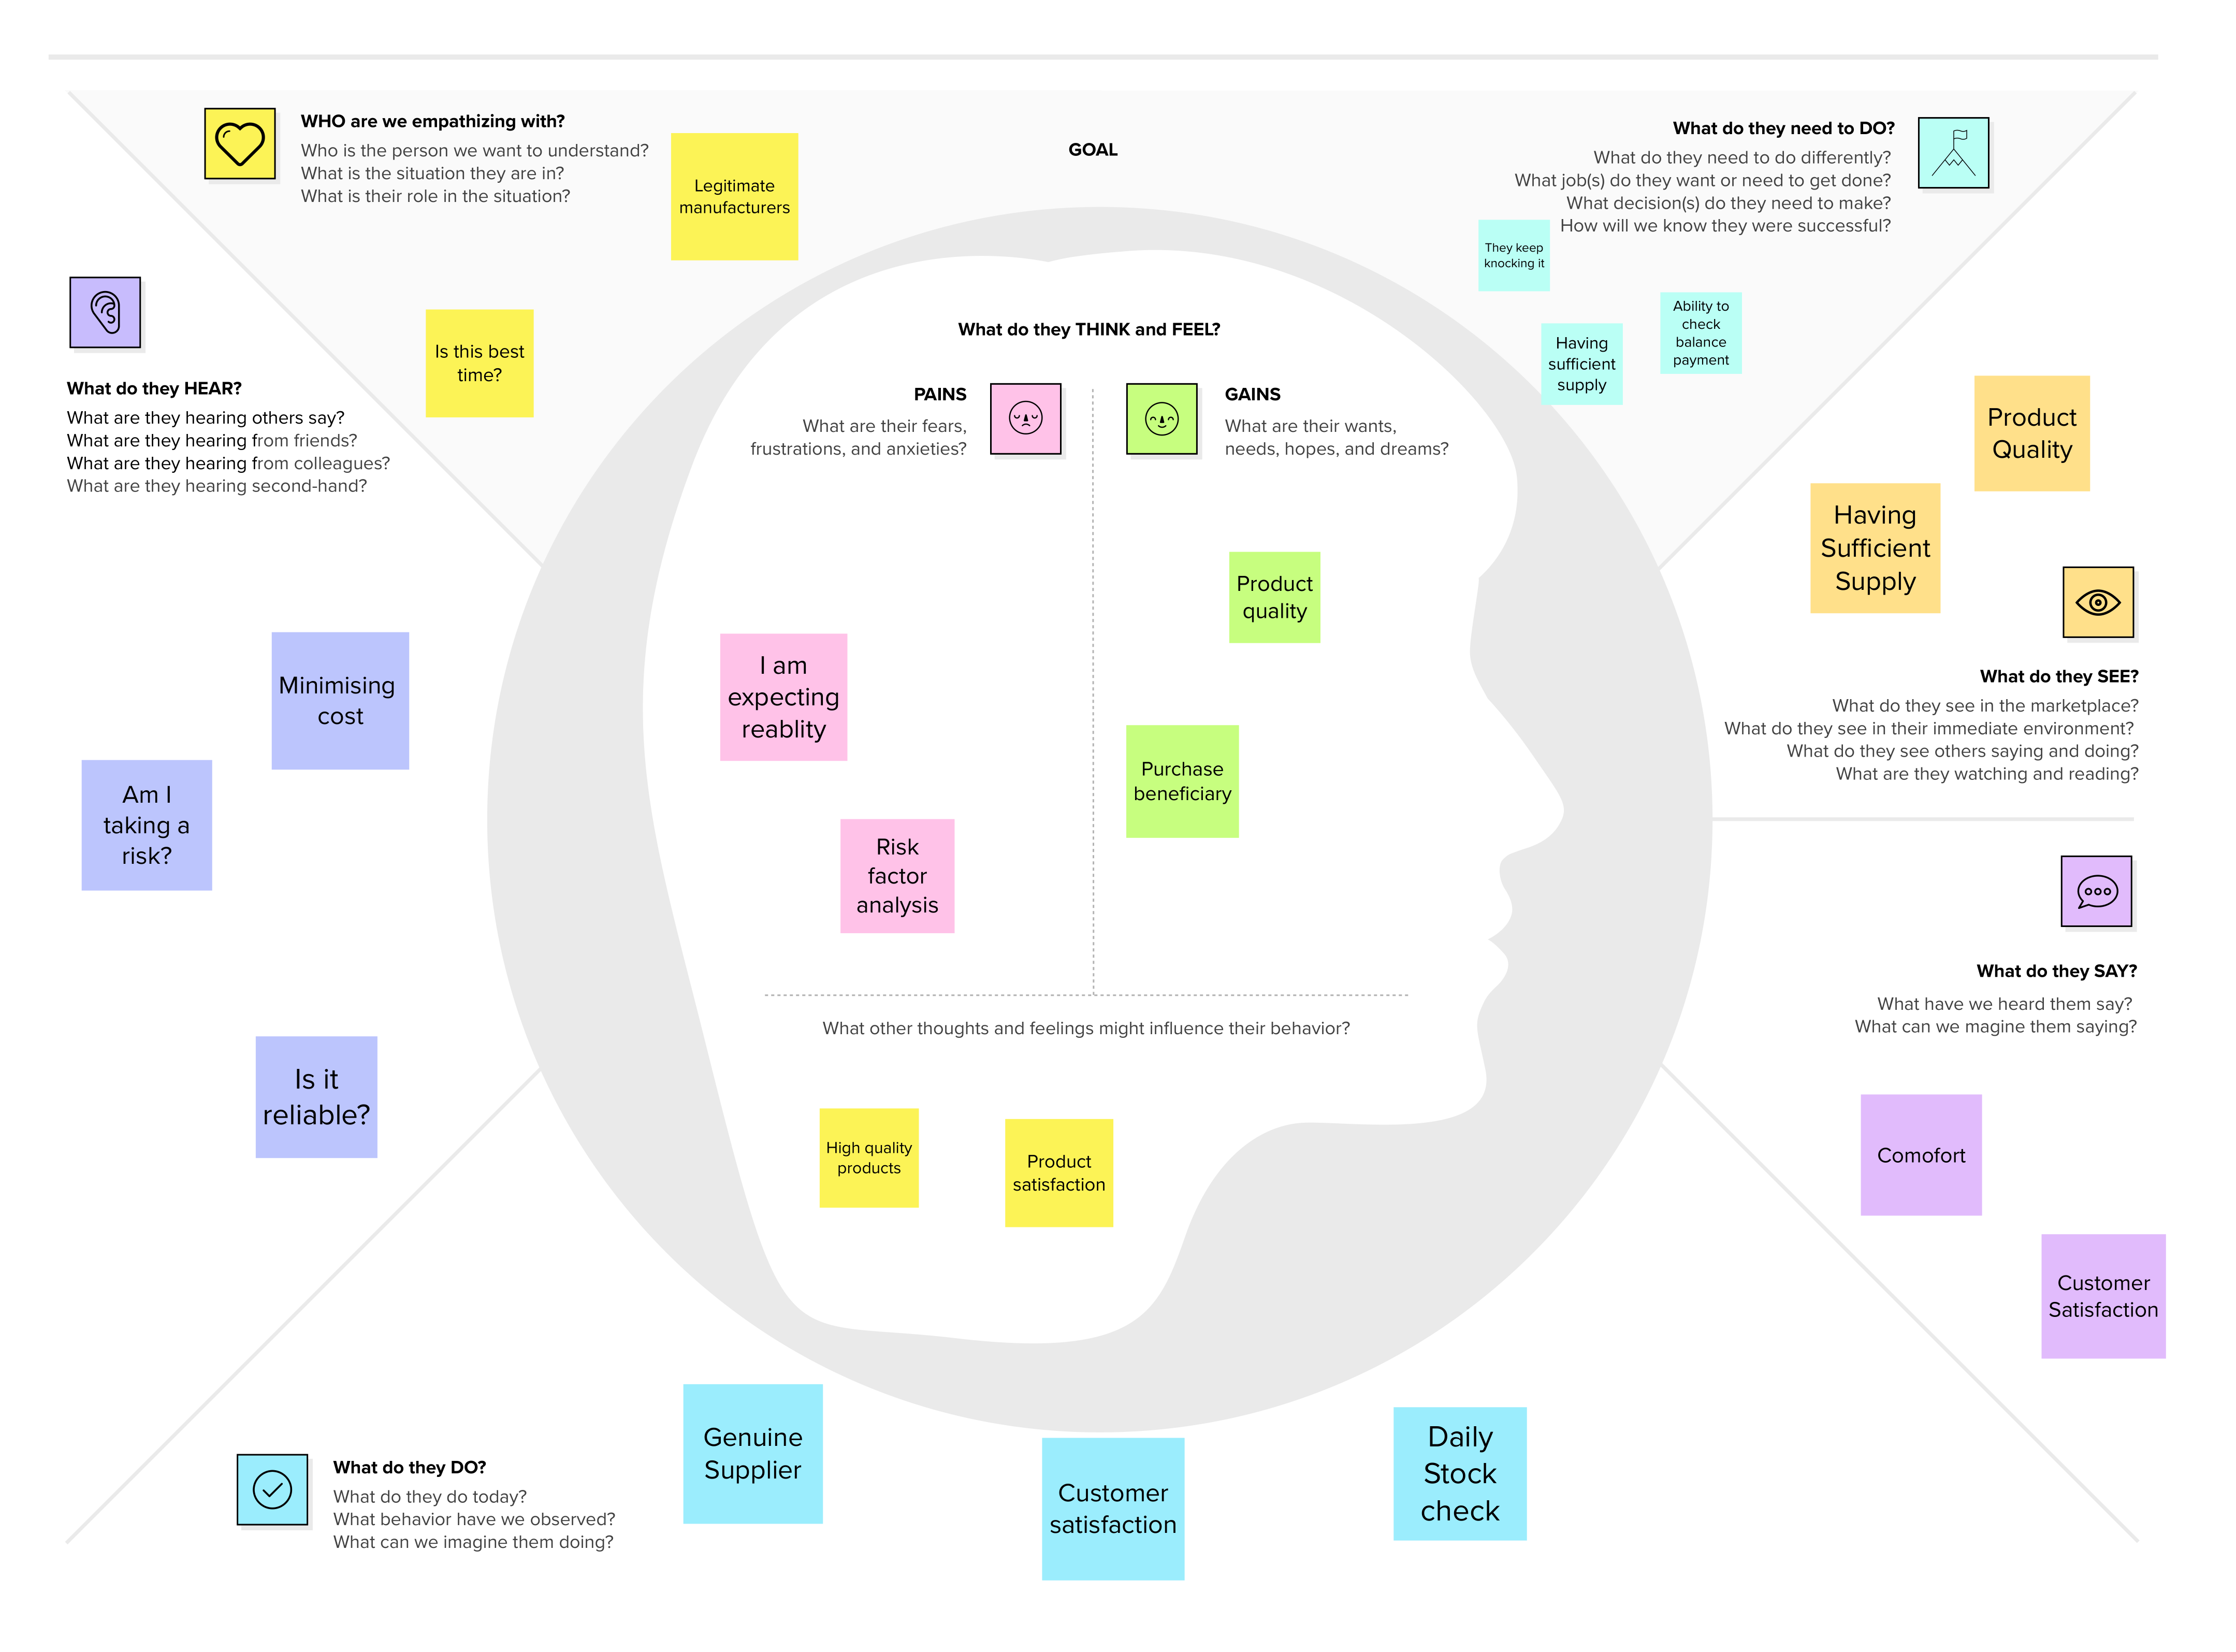 WHO are we empathizing with?
Who is the person we want to understand?
What is the situation they are in?
What is their role in the situation?
Legitimate
manufacturers
Is this best
time?
GOAL
What do they need to DO?
What do they need to do differently?
What job(s) do they want or need to get done?
What decision(s) do they need to make?
How will we know they were successful?
They keep
knocking it
Having
sufficient
supply
Ability to
check
balance
payment
What do they HEAR?
What are they hearing others say?
What are they hearing from friends?
What are they hearing from colleagues?
What are they hearing second-hand?
Minimising
cost
Am I
taking a
risk?
Is it
reliable?
What do they THINK and FEEL?
PAINS
What are their fears,
frustrations, and anxieties?
I am
expecting
reablity
Risk
factor
analysis
GAINS
What are their wants,
needs, hopes, and dreams?
Product
quality
Purchase
beneficiary
What other thoughts and feelings might influence their behavior?
High quality
products
Product
satisfaction
Product
Quality
Having
Sufficient
Supply
What do they SEE?
What do they see in the marketplace?
What do they see in their immediate environment?
What do they see others saying and doing?
What are they watching and reading?
What do they SAY?
What have we heard them say?
What can we magine them saying?
Comofort
Customer
Satisfaction
What do they DO?
What do they do today?
What behavior have we observed?
What can we imagine them doing?
Genuine
Supplier
Customer
satisfaction
Daily
Stock
check